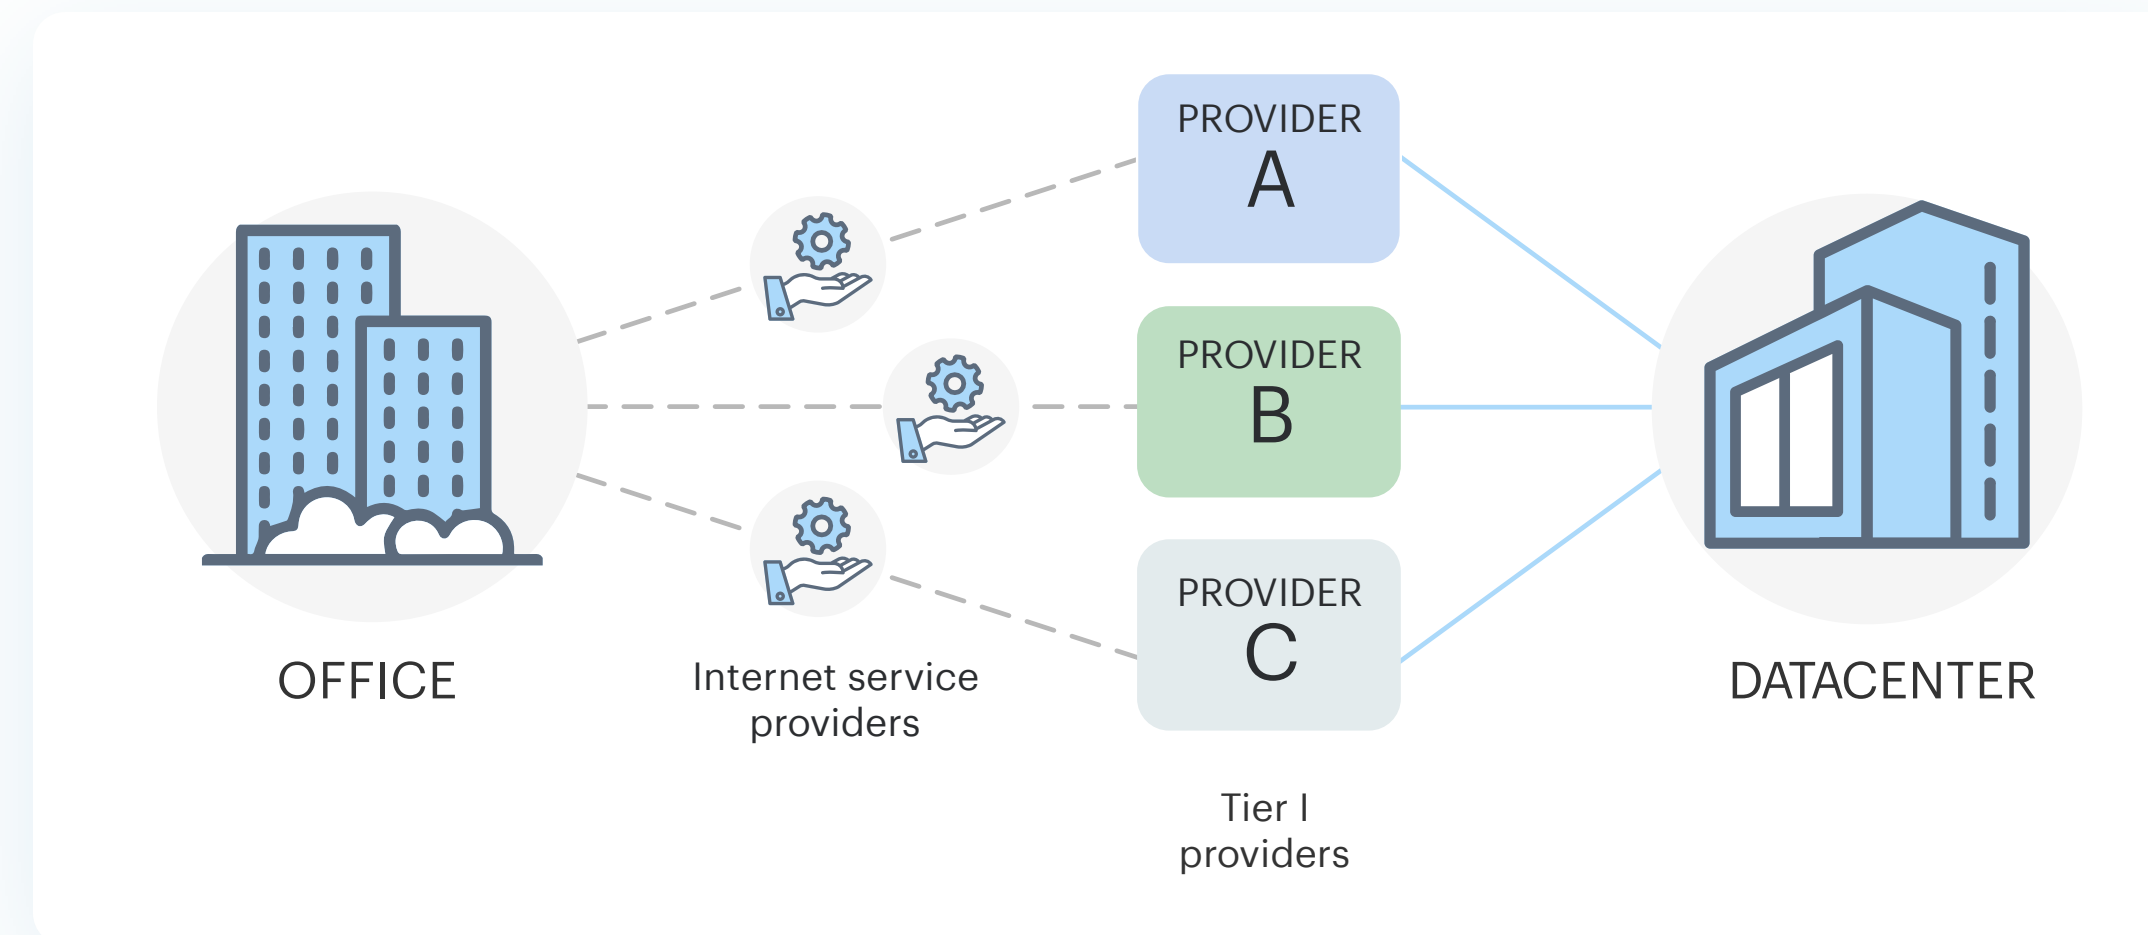 OFFICE
Internet service
providers
PROVIDER
A
PROVIDER
B
PROVIDER
C
Tier I
providers
DATACENTER